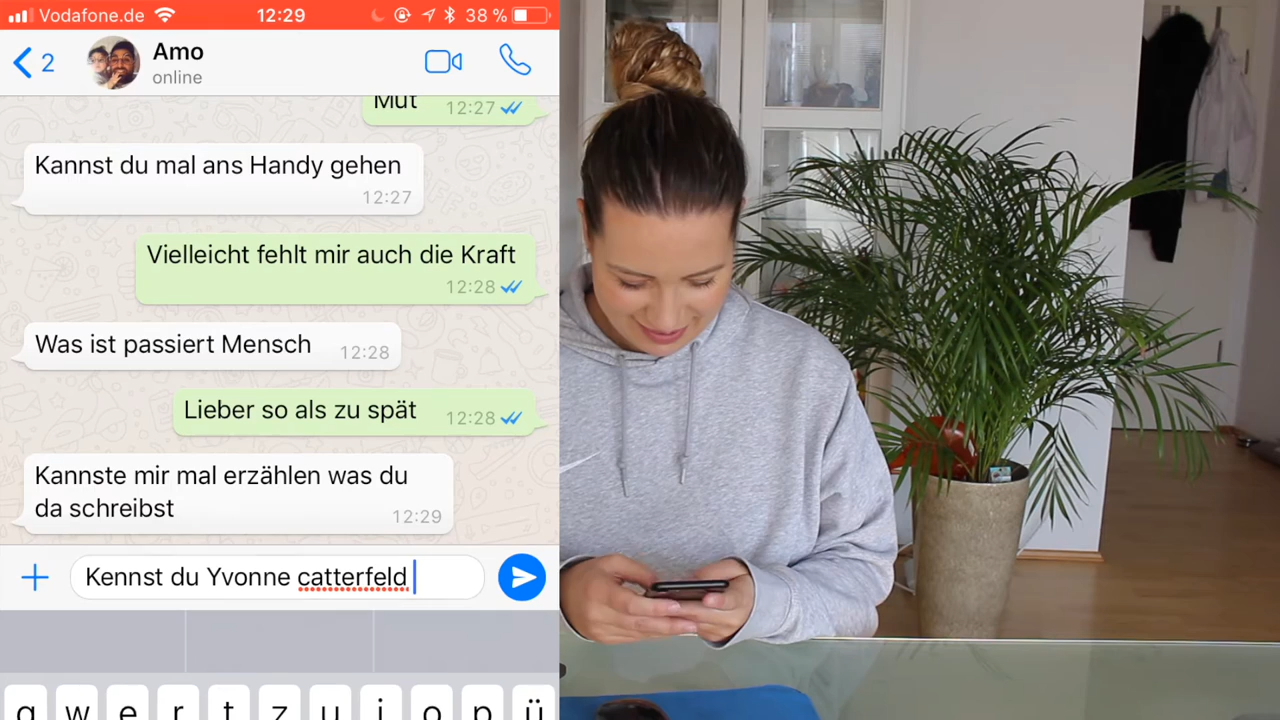 Vodafone.de 12:29 38 %
2 Amo
online
Mut 12:27
Kannst du mal ans Handy gehen
12:27
Vielleicht fehlt mir auch die Kraft
12:28
Was ist passiert Mensch 12:28
Lieber so als zu spät 12:28
Kannste mir mal erzählen was du
da schreibst
12:29
Kennst du Yvonne catterfeld
q w e r t z u i o p ü